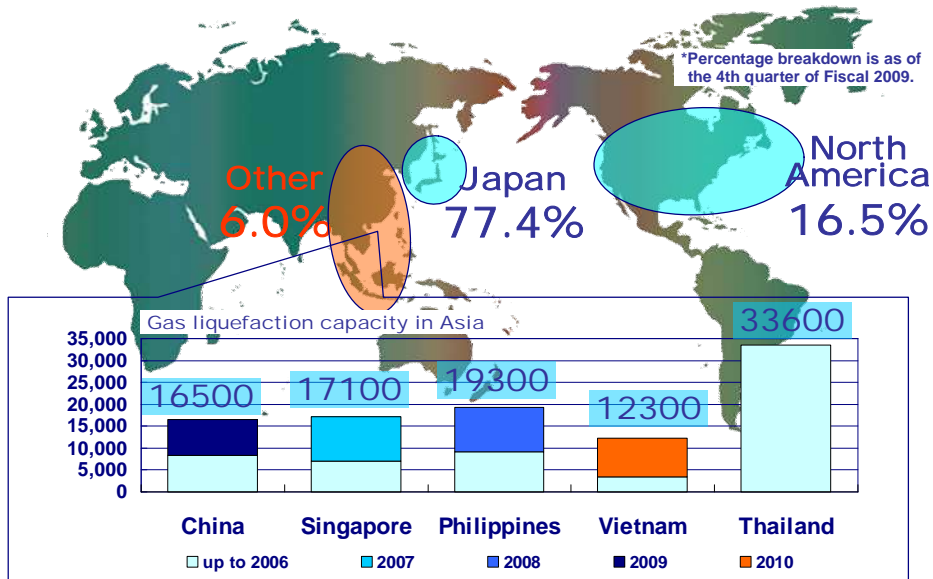 *Percentage breakdown is as of
the 4th quarter of Fiscal 2009.
Other
6.0%
Japan
77.4%
North
America
16.5%
Gas liquefaction capacity in Asia
35,000
30,000
25,000
20,000
15,000
10,000
5,000
0
16500
17100
19300
12300
33600
China
Singapore
Philippines
Vietnam
Thailand
up to 2006
2007
2008
2009
2010